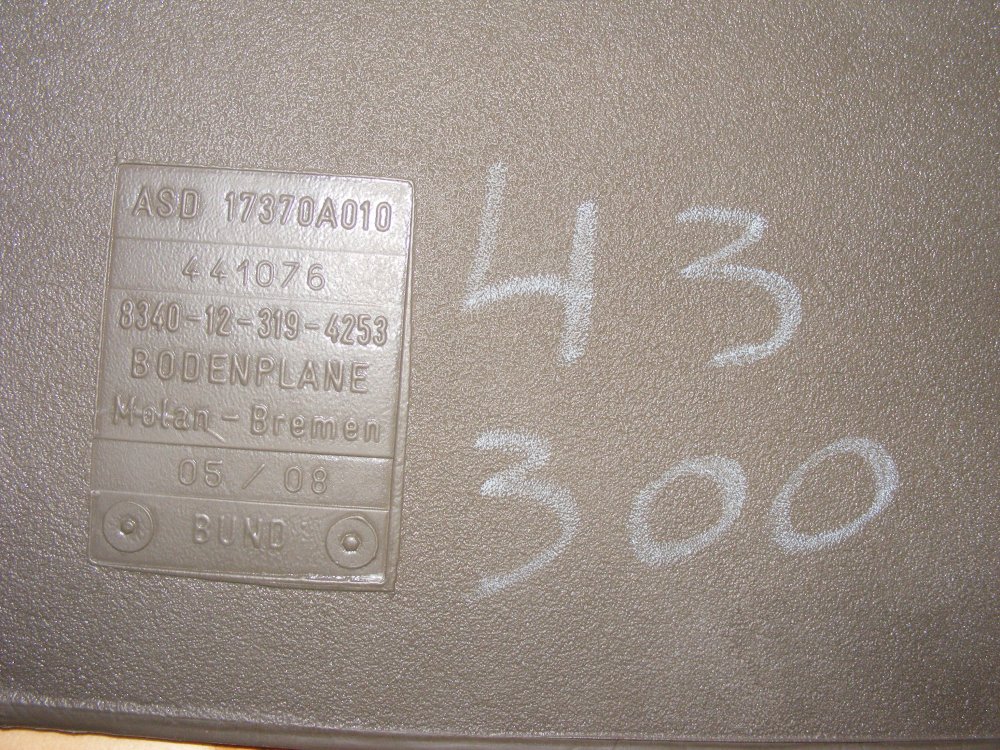 ASD 17370A010
441076
8340-12-319-4253
BODENPLANE
Molan-Bremen
05/08
BUND
43
300